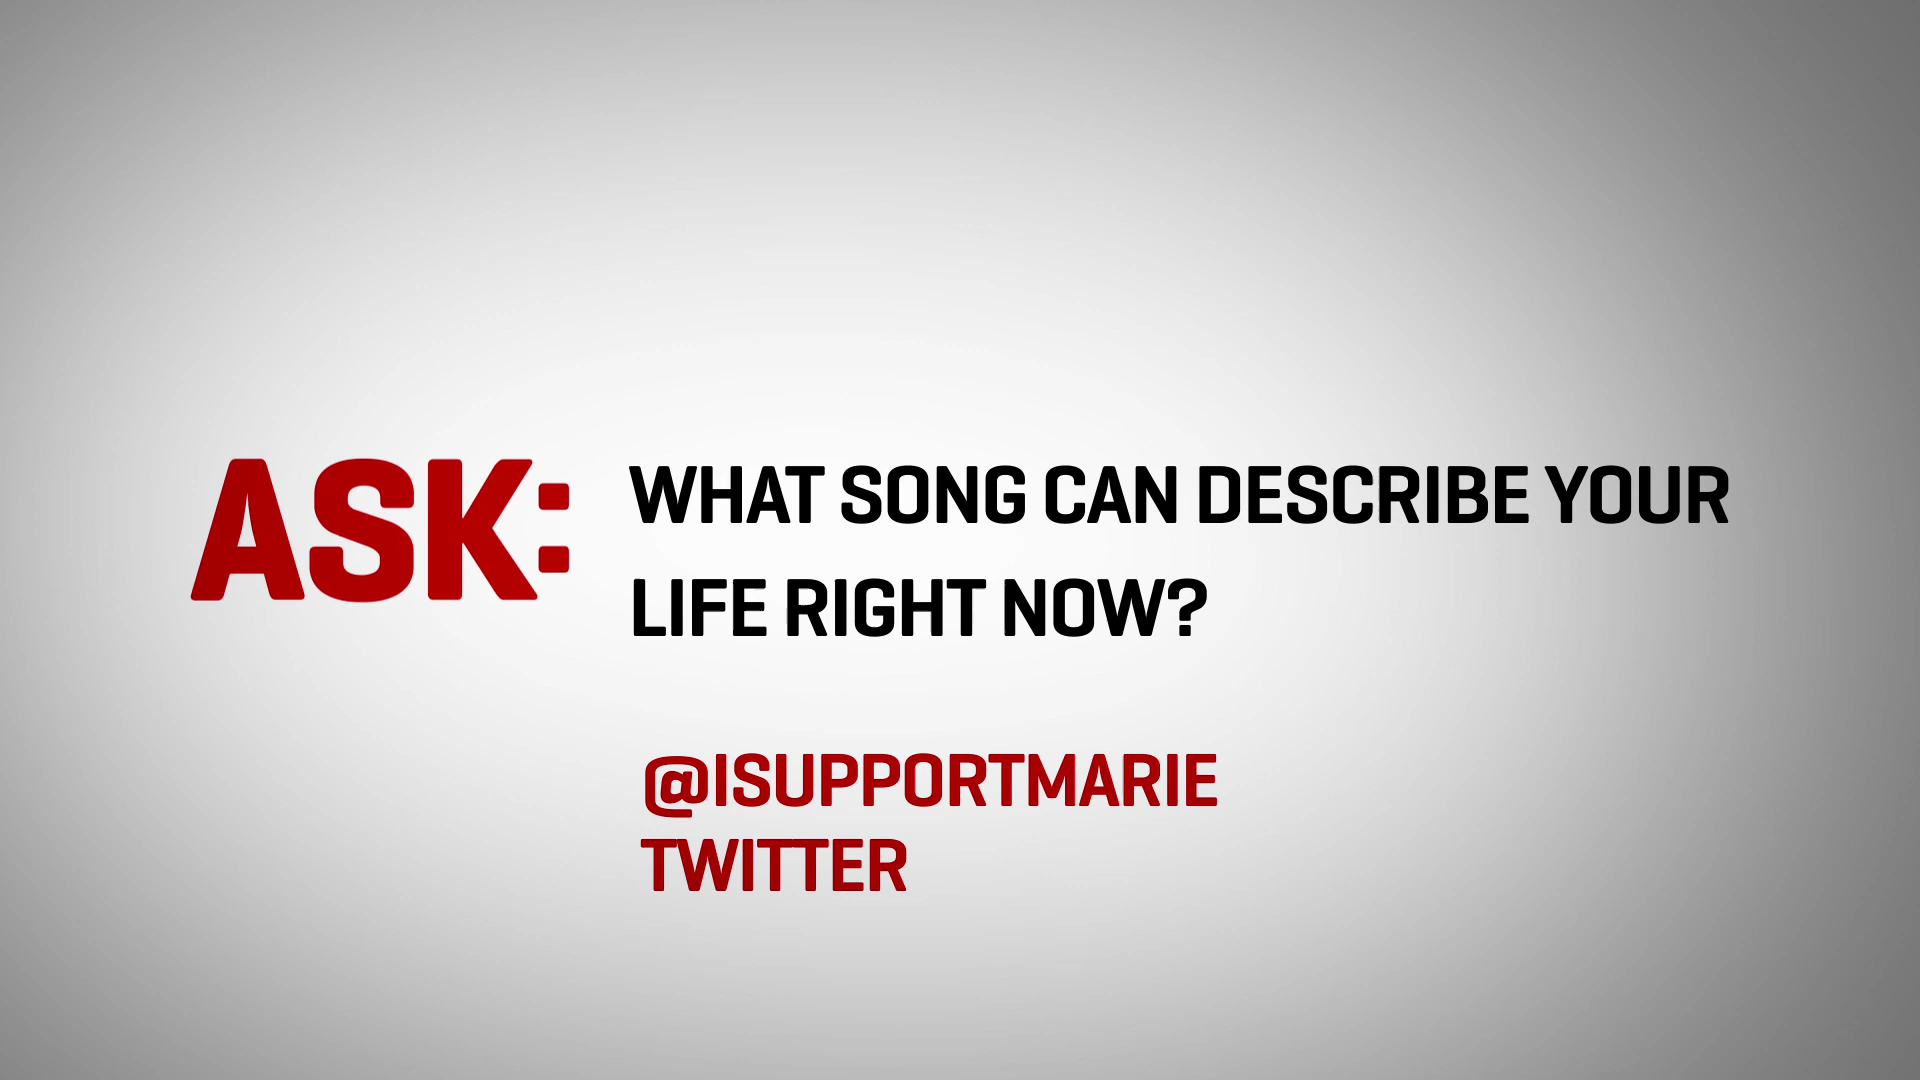 ASK:
WHAT SONG CAN DESCRIBE YOUR
LIFE RIGHT NOW?
@ISUPPORTMARIE
TWITTER